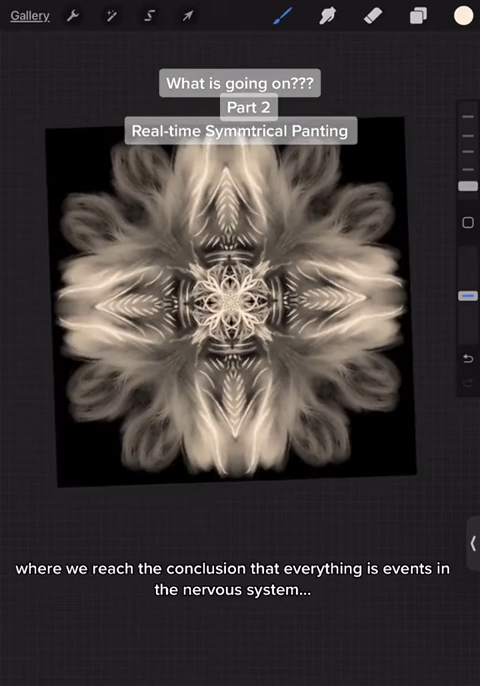 Gallery
What is going on???
Part 2
Real-time Symmtrical Panting
where we reach the conclusion that everything is events in
the nervous system...